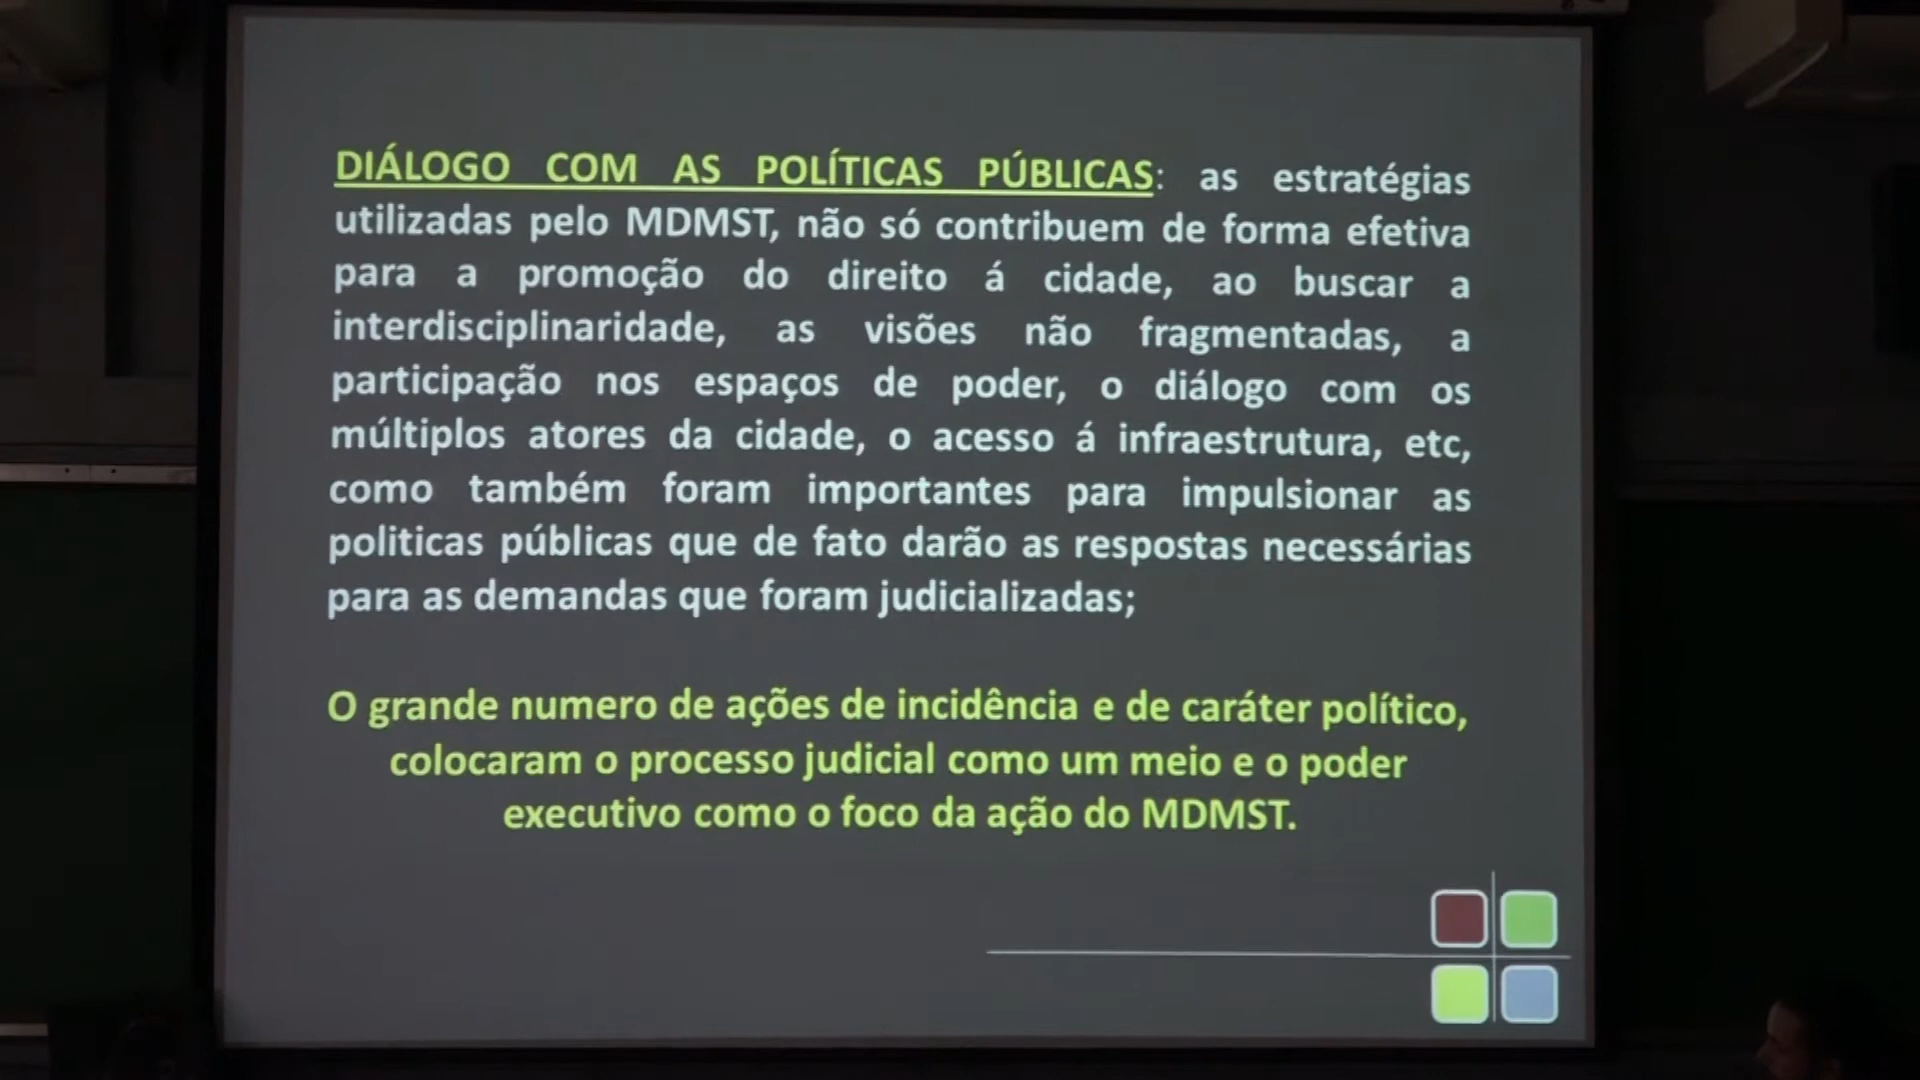 DIÁLOGO COM AS POLÍTICAS PÚBLICAS: as estratégias
utilizadas pelo MDMST, não só contribuem de forma efetiva
para a promoção do direito á cidade, ao buscar a
interdisciplinaridade, as visões não fragmentadas, a
participação nos espaços de poder, o diálogo com os
múltiplos atores da cidade, o acesso á infraestrutura, etc,
como também foram importantes para impulsionar as
politicas públicas que de fato darão as respostas necessárias
para as demandas que foram judicializadas;
O grande numero de ações de incidência e de caráter político,
colocaram o processo judicial como um meio e o poder
executivo como o foco da ação do MDMST.